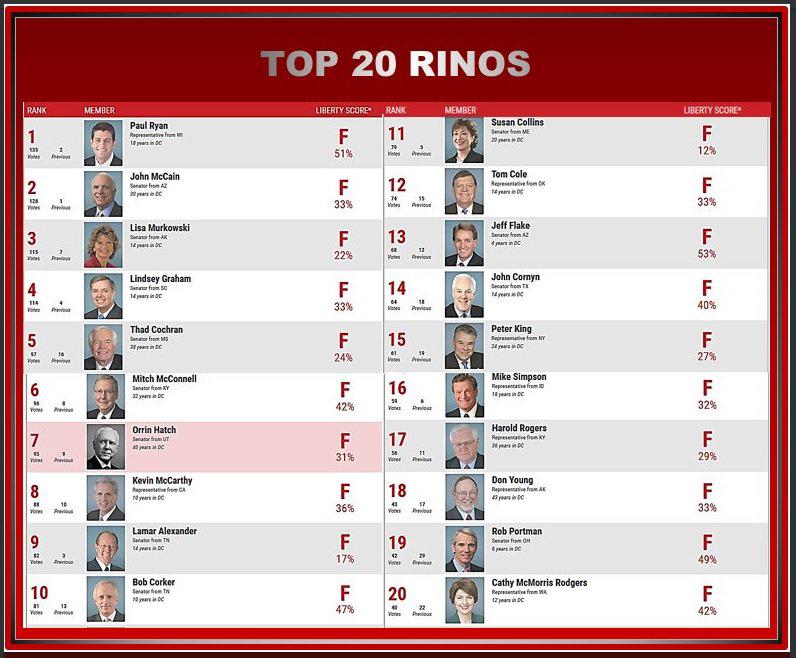 TOP 20 RINOS
RANK MEMBER LIBERTY SCORE*
1 Paul Ryan F
Representative from WI
18 years in DC
135 2 51%
Votes Previous
2 John McCain F
Senator from AZ
30 years in DC
128 1 33%
Votes Previous
3 Lisa Murkowski F
Senator from AK
14 years in DC
115 7 22%
Votes Previous
4 Lindsey Graham F
Senator from SC
14 years in DC
114 4 33%
Votes Previous
5 Thad Cochran F
Senator from MS
38 years in DC
97 16 24%
Votes Previous
6 Mitch McConnell F
Senator from KY
32 years in DC
96 8 42%
Votes Previous
7 Orrin Hatch F
Senator from UT
40 years in DC
95 9 31%
Votes Previous
8 Kevin McCarthy F
Representative from CA
10 years in DC
88 10 36%
Votes Previous
9 Lamar Alexander F
Senator from TN
14 years in DC
82 3 17%
Votes Previous
10 Bob Corker F
Senator from TN
10 years in DC
81 13 47%
Votes Previous
RANK MEMBER LIBERTY SCORE*
11 Susan Collins F
Senator from ME
20 years in DC
79 5 12%
Votes Previous
12 Tom Cole F
Representative from OK
14 years in DC
74 15 33%
Votes Previous
13 Jeff Flake F
Senator from AZ
4 years in DC
68 12 53%
Votes Previous
14 John Cornyn F
Senator from TX
14 years in DC
64 18 40%
Votes Previous
15 Peter King F
Representative from NY
24 years in DC
61 19 27%
Votes Previous
16 Mike Simpson F
Representative from ID
18 years in DC
59 6 32%
Votes Previous
17 Harold Rogers F
Representative from KY
36 years in DC
56 11 29%
Votes Previous
18 Don Young F
Representative from AK
43 years in DC
43 17 33%
Votes Previous
19 Rob Portman F
Senator from OH
6 years in DC
42 29 49%
Votes Previous
20 Cathy McMorris Rodgers F
Representative from WA
12 years in DC
40 22 42%
Votes Previous